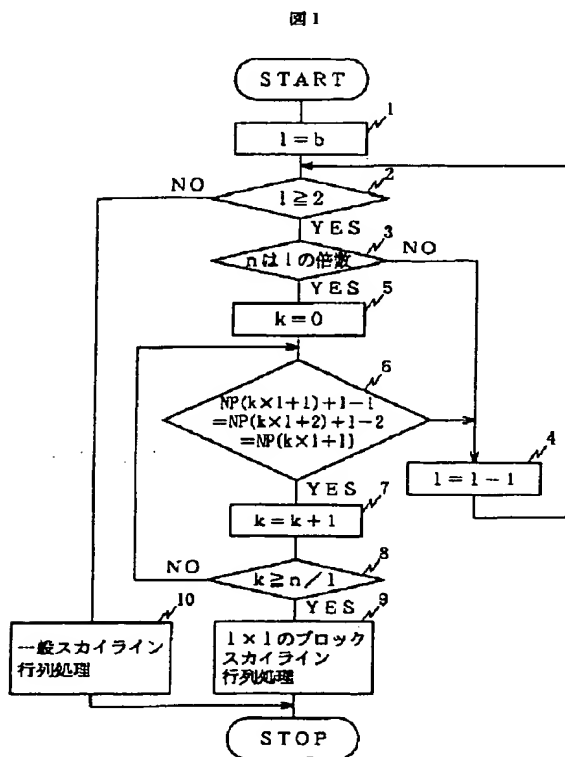 図1
START
1
l=b
2
NO
l≧2
YES
3
nはlの倍数
NO
YES
5
k=0
6
NP(k×l+1)+l-1
=NP(k×l+2)+l-2
=NP(k×l+l)
YES
4
l=l-1
7
k=k+1
8
NO
k≧n/l
YES
9
10
一般スカイライン
行列処理
l×lのブロック
スカイライン
行列処理
STOP